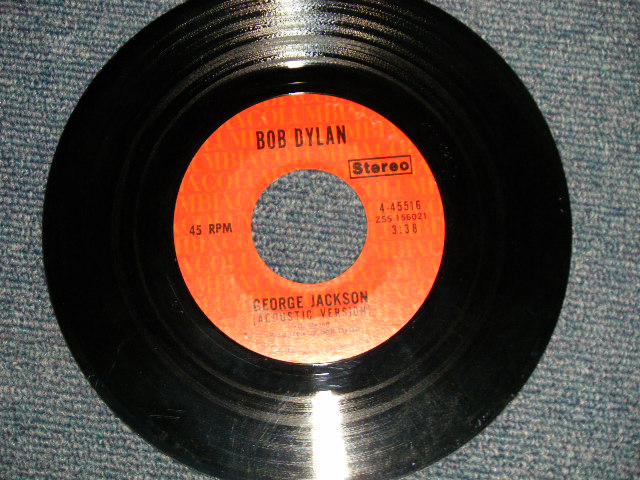 BOB DYLAN
Stereo
4-45516
ZSS 156021
3:38
45 RPM
GEORGE JACKSON
(ACOUSTIC VERSION)